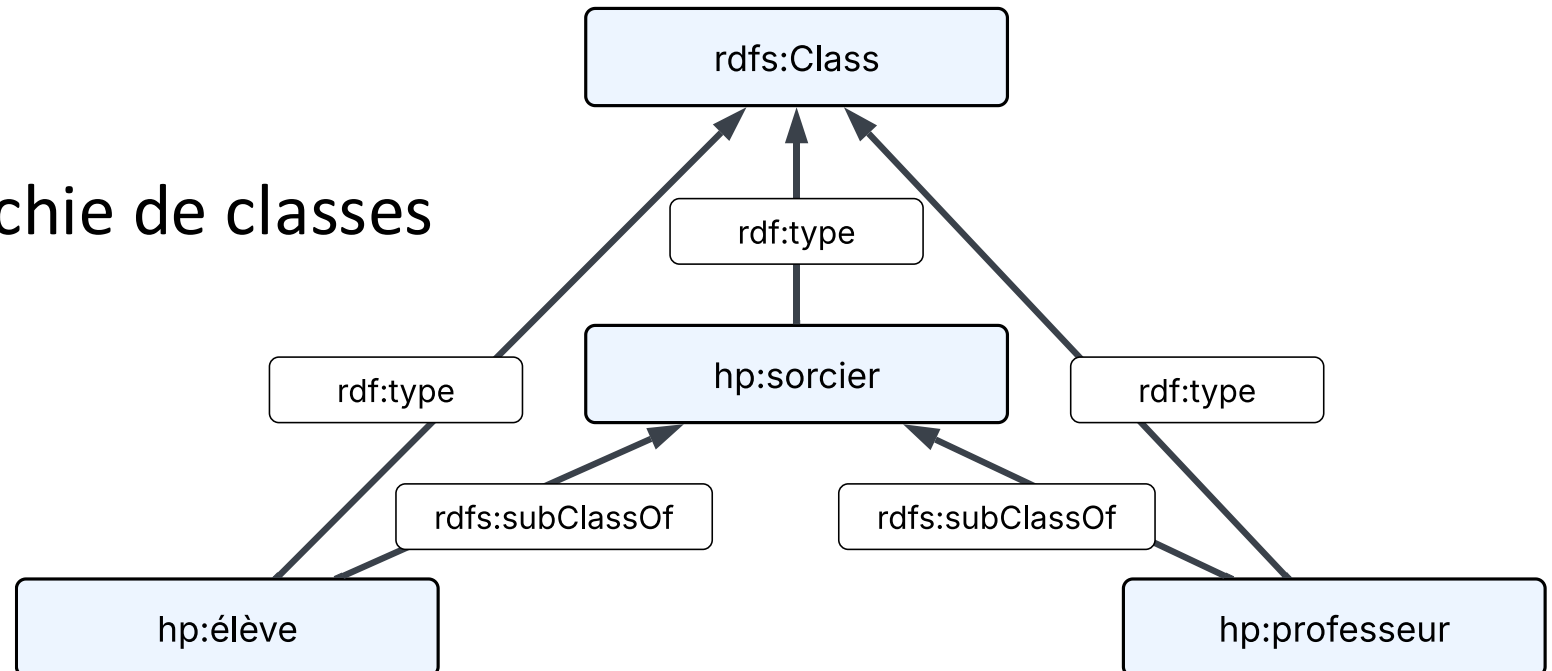 rdfs:Class
chie de classes
rdf:type
hp:sorcier
rdf:type
rdf:type
rdfs:subClassOf
rdfs:subClassOf
hp:élève
hp:professeur